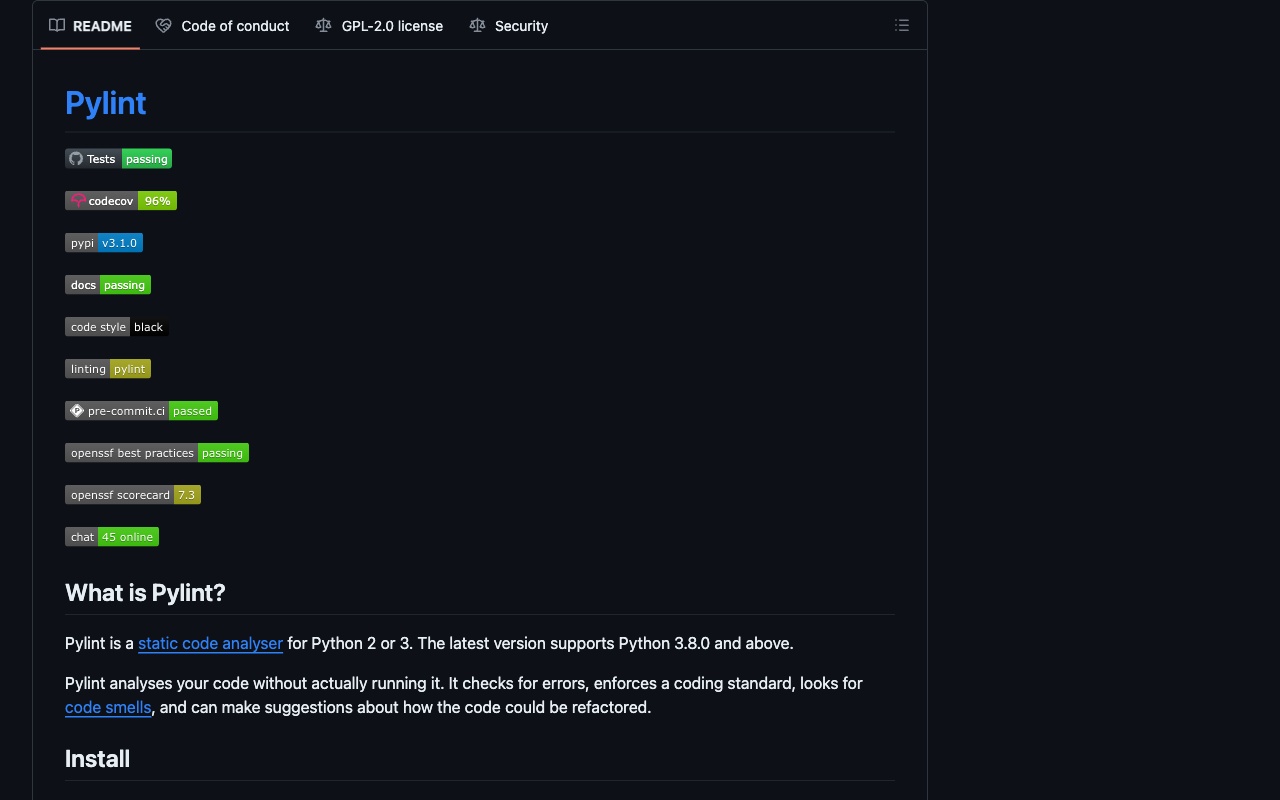 README Code of conduct GPL-2.0 license Security
Pylint
Tests passing
codecov 96%
pypi v3.1.0
docs passing
code style black
linting pylint
pre-commit.ci passed
openssf best practices passing
openssf scorecard 7.3
chat 45 online
What is Pylint?
Pylint is a static code analyser for Python 2 or 3. The latest version supports Python 3.8.0 and above.
Pylint analyses your code without actually running it. It checks for errors, enforces a coding standard, looks for
code smells, and can make suggestions about how the code could be refactored.
Install